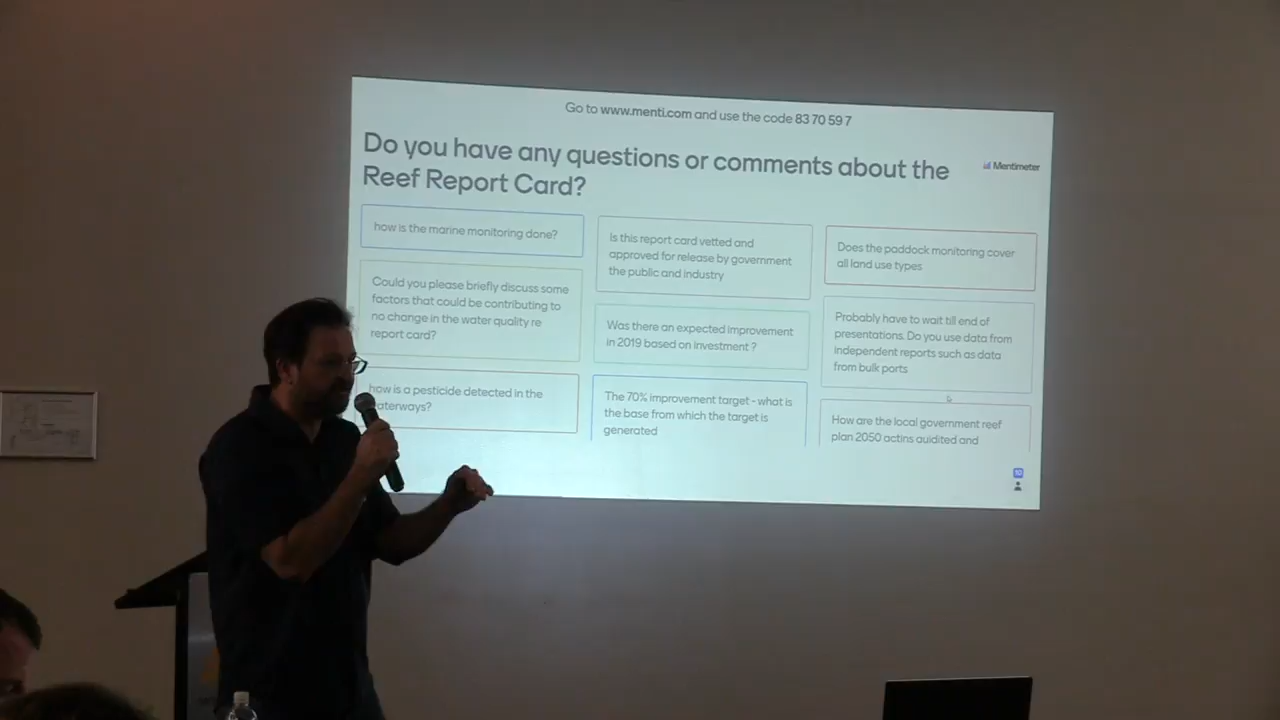 Go to www.menti.com and use the code 83 70 59 7
Mentimeter
Do you have any questions or comments about the
Reef Report Card?
how is the marine monitoring done?
Could you please briefly discuss some
factors that could be contributing to
no change in the water quality re
report card?
how is a pesticide detected in the
aterways?
Is this report card vetted and
approved for release by government
the public and industry
Was there an expected improvement
in 2019 based on investment ?
The 70% improvement target - what is
the base from which the target is
generated
Does the paddock monitoring cover
all land use types
Probably have to wait till end of
presentations. Do you use data from
independent reports such as data
from bulk ports
How are the local government reef
plan 2050 actins auidited and